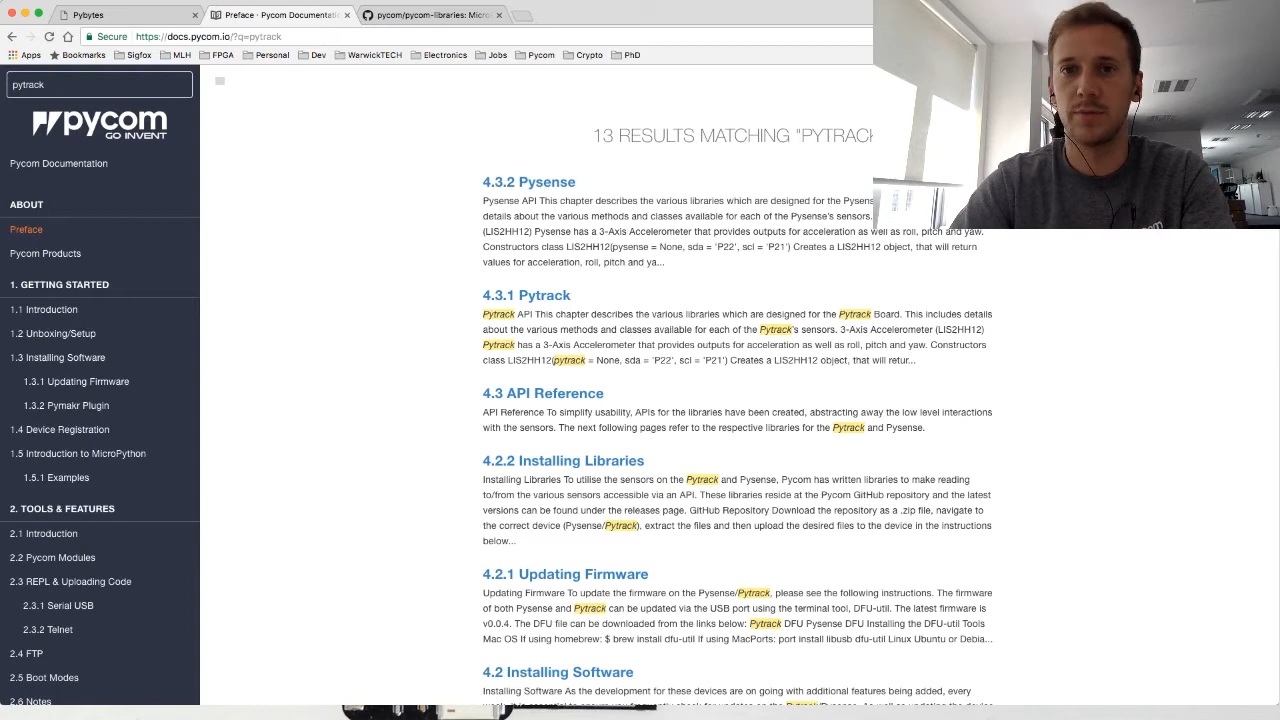 Pybytes
Preface · Pycom Documentatio
pycom/pycom-libraries: Micro
Secure
https://docs.pycom.io/?q=pytrack
Apps Bookmarks Sigfox MLH FPGA Personal Dev WarwickTECH Electronics Jobs Pycom Crypto PhD
pytrack
pycom
GO INVENT
Pycom Documentation
ABOUT
Preface
Pycom Products
1. GETTING STARTED
1.1 Introduction
1.2 Unboxing/Setup
1.3 Installing Software
1.3.1 Updating Firmware
1.3.2 Pymakr Plugin
1.4 Device Registration
1.5 Introduction to MicroPython
1.5.1 Examples
2. TOOLS & FEATURES
2.1 Introduction
2.2 Pycom Modules
2.3 REPL & Uploading Code
2.3.1 Serial USB
2.3.2 Telnet
2.4 FTP
2.5 Boot Modes
2.6 Notes
13 RESULTS MATCHING "PYTRACK
4.3.2 Pysense
Pysense API This chapter describes the various libraries which are designed for the Pysens
details about the various methods and classes available for each of the Pysense's sensors.
(LIS2HH12) Pysense has a 3-Axis Accelerometer that provides outputs for acceleration as well as roll, pitch and yaw.
Constructors class LIS2HH12(pysense = None, sda = 'P22', scl = 'P21') Creates a LIS2HH12 object, that will return
values for acceleration, roll, pitch and ya...
4.3.1 Pytrack
Pytrack API This chapter describes the various libraries which are designed for the Pytrack Board. This includes details
about the various methods and classes available for each of the Pytrack's sensors. 3-Axis Accelerometer (LIS2HH12)
Pytrack has a 3-Axis Accelerometer that provides outputs for acceleration as well as roll, pitch and yaw. Constructors
class LIS2HH12(pytrack = None, sda = 'P22', scl = 'P21') Creates a LIS2HH12 object, that will retur...
4.3 API Reference
API Reference To simplify usability, APIs for the libraries have been created, abstracting away the low level interactions
with the sensors. The next following pages refer to the respective libraries for the Pytrack and Pysense.
4.2.2 Installing Libraries
Installing Libraries To utilise the sensors on the Pytrack and Pysense, Pycom has written libraries to make reading
to/from the various sensors accessible via an API. These libraries reside at the Pycom GitHub repository and the latest
versions can be found under the releases page. GitHub Repository Download the repository as a .zip file, navigate to
the correct device (Pysense/Pytrack), extract the files and then upload the desired files to the device in the instructions
below...
4.2.1 Updating Firmware
Updating Firmware To update the firmware on the Pysense/Pytrack, please see the following instructions. The firmware
of both Pysense and Pytrack can be updated via the USB port using the terminal tool, DFU-util. The latest firmware is
v0.0.4. The DFU file can be downloaded from the links below: Pytrack DFU Pysense DFU Installing the DFU-util Tools
Mac OS If using homebrew: $ brew install dfu-util If using MacPorts: port install libusb dfu-util Linux Ubuntu or Debia...
4.2 Installing Software
Installing Software As the development for these devices are on going with additional features being added, every